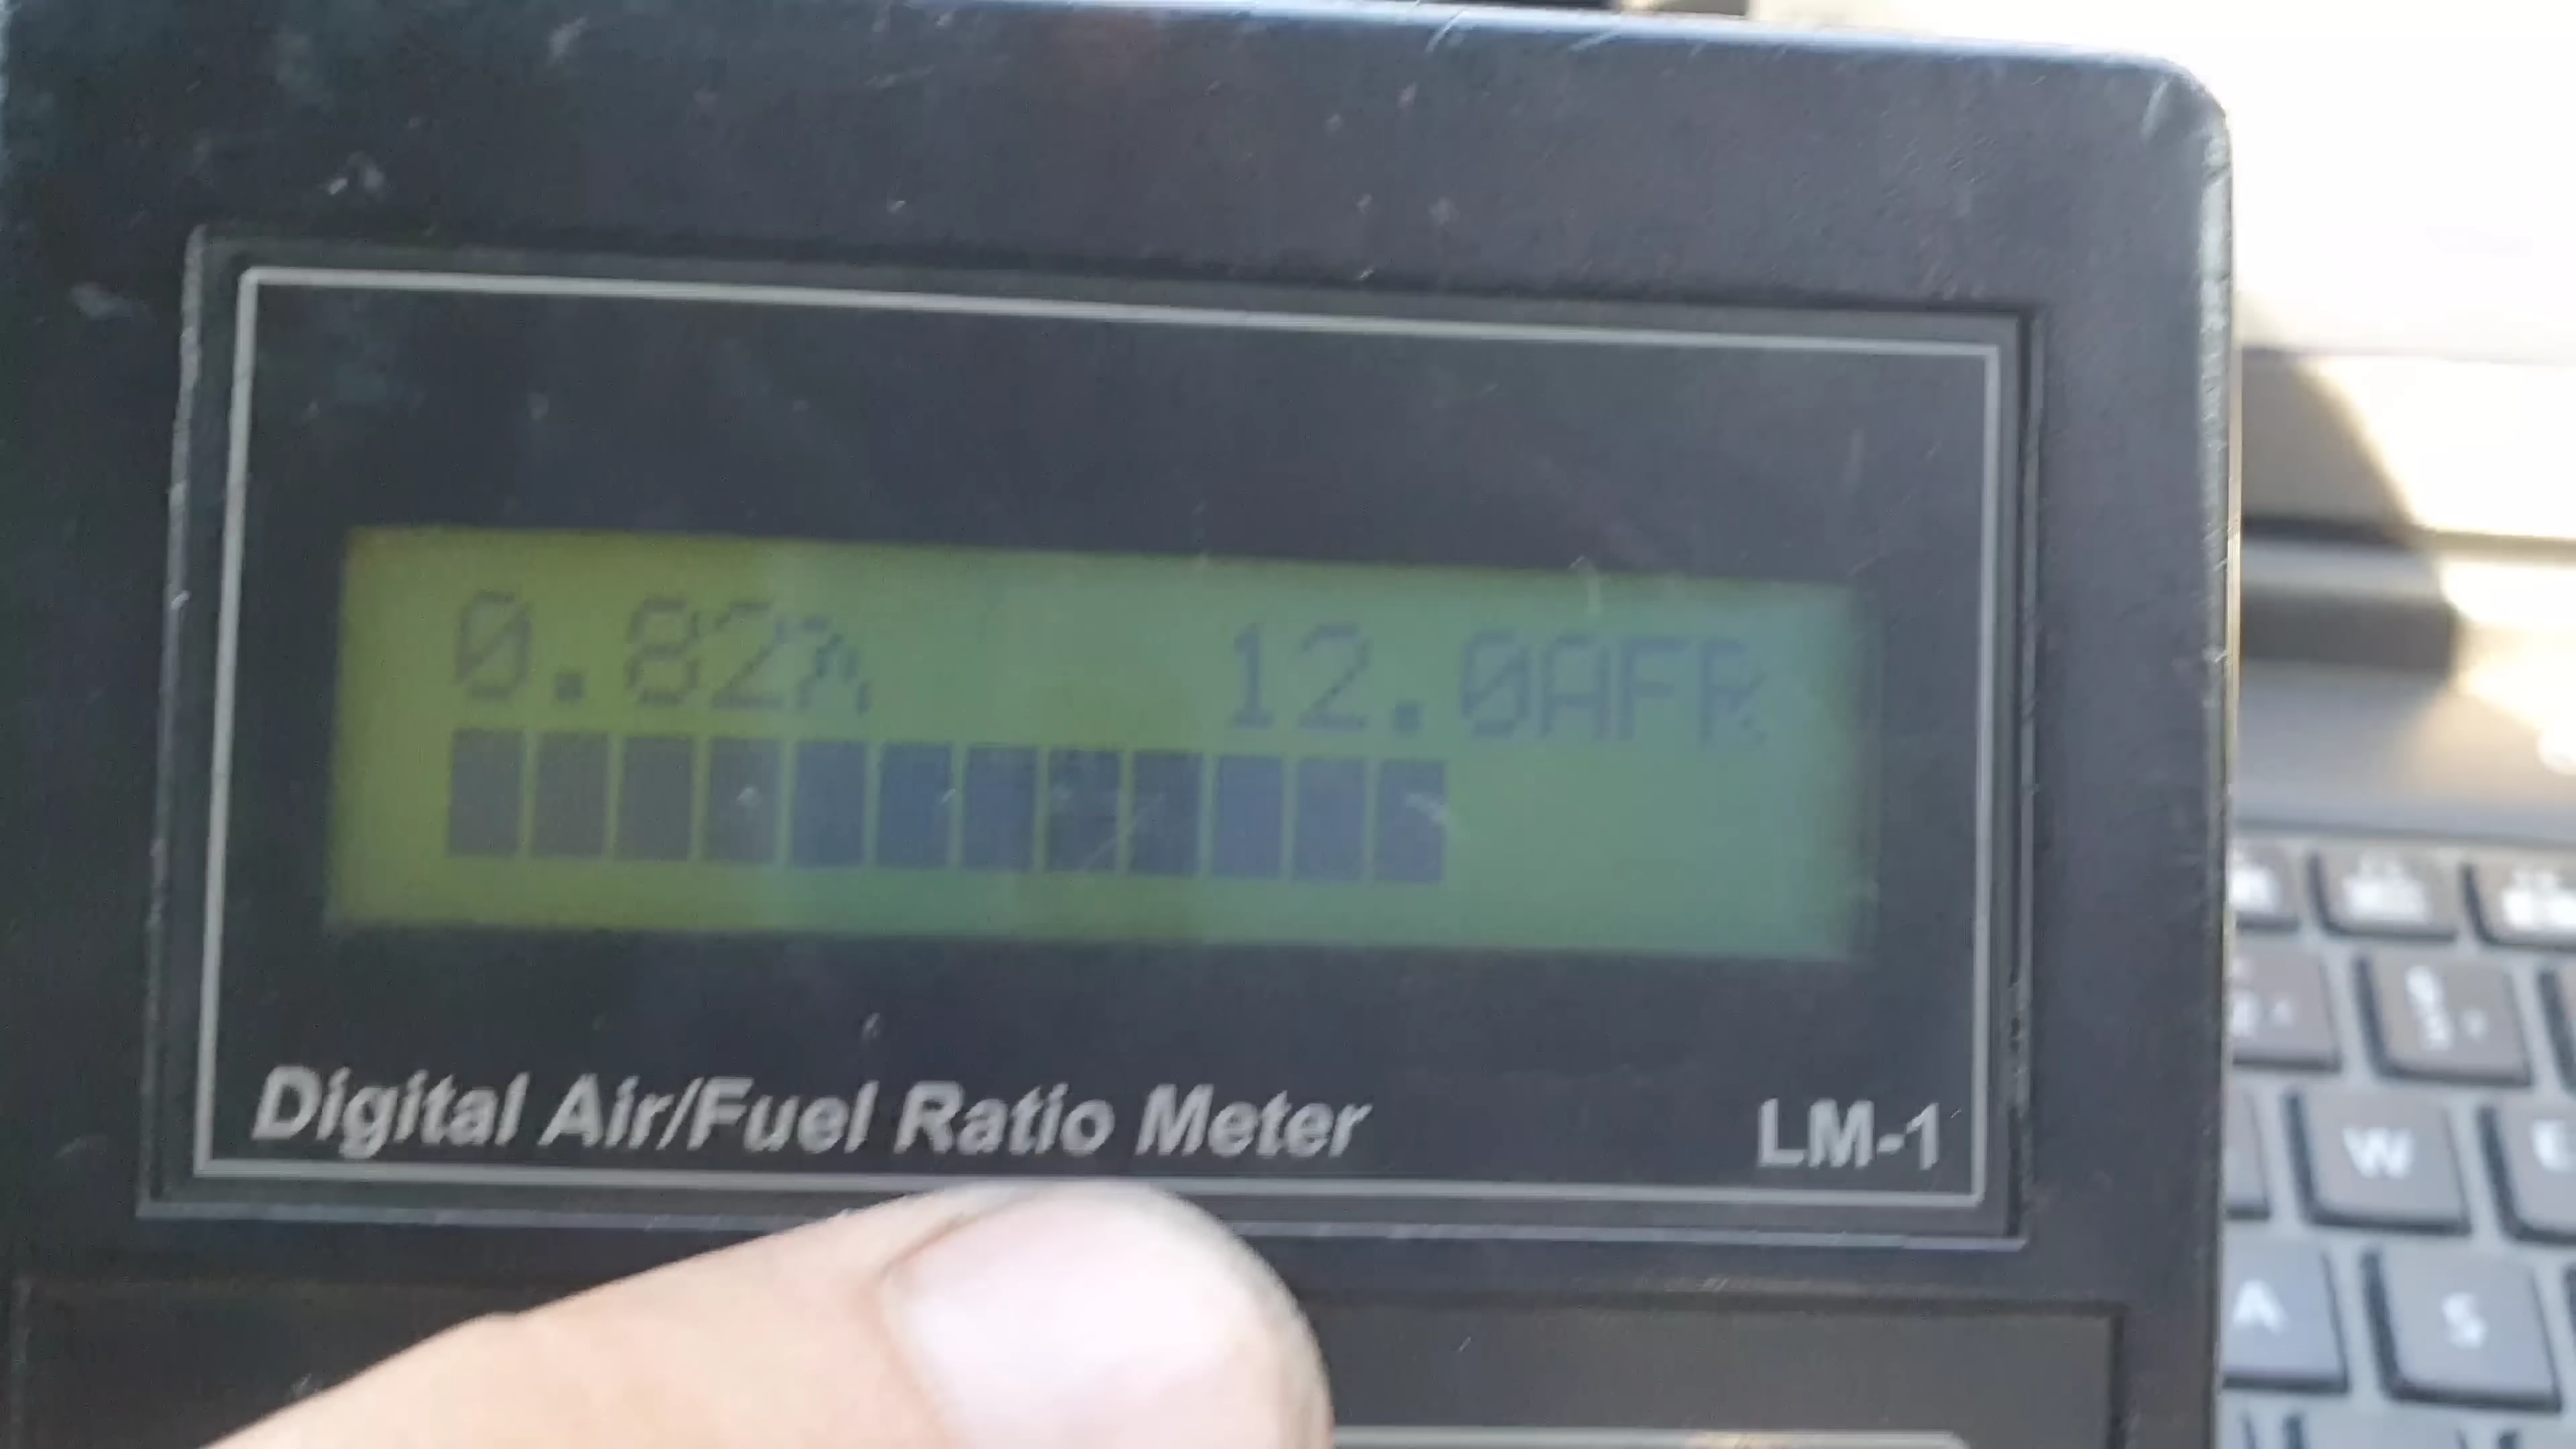 0.82λ 12.0AFR
Digital Air/Fuel Ratio Meter LM-1
W E
A S